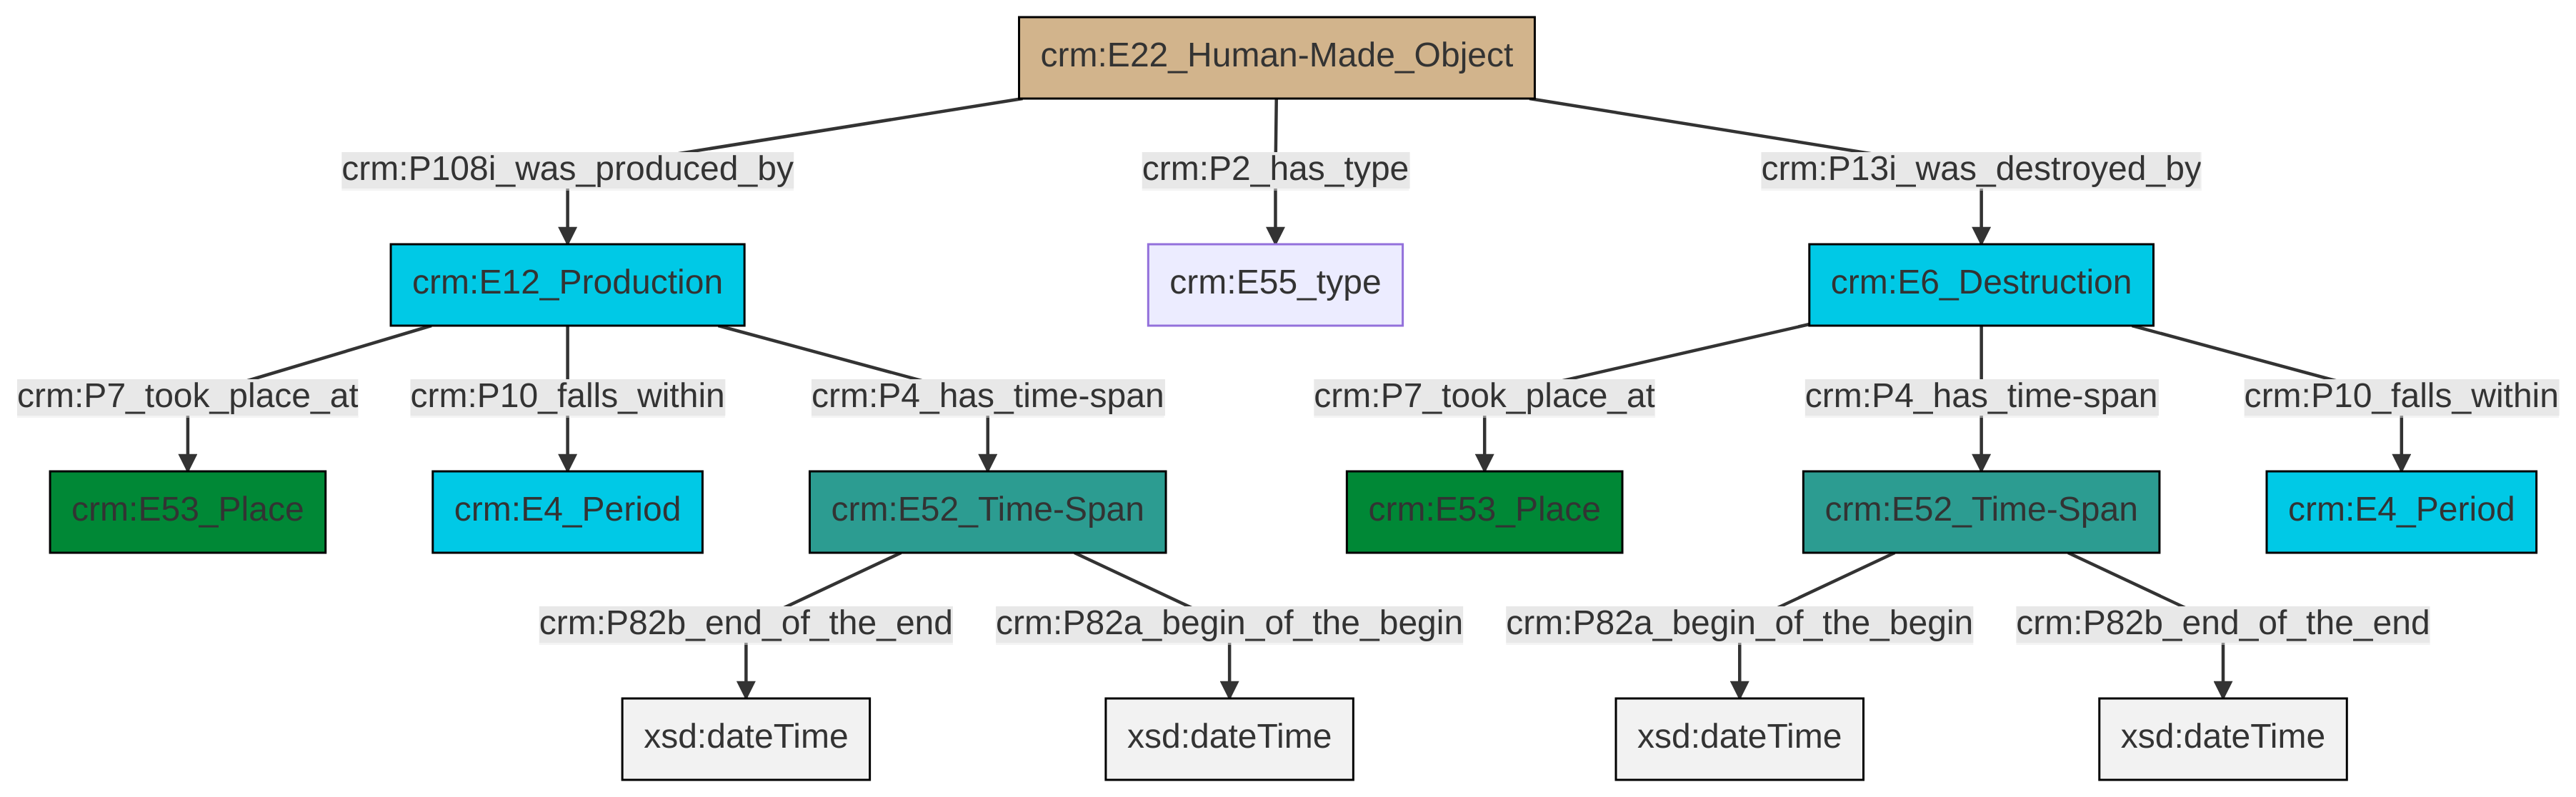 crm:E22_Human-Made_Object
crm:P108i_was_produced_by
crm:P2_has_type
crm:P13i_was_destroyed_by
crm:E12_Production
crm:E55_type
crm:E6_Destruction
crm:P7_took_place_at
crm:P10_falls_within
crm:P4_has_time-span
crm:P7_took_place_at
crm:P4_has_time-span
crm:P10_falls_within
crm:E53_Place
crm:E4_Period
crm:E52_Time-Span
crm:E53_Place
crm:E52_Time-Span
crm:E4_Period
crm:P82b_end_of_the_end
crm:P82a_begin_of_the_begin
crm:P82a_begin_of_the_begin
crm:P82b_end_of_the_end
xsd:dateTime
xsd:dateTime
xsd:dateTime
xsd:dateTime